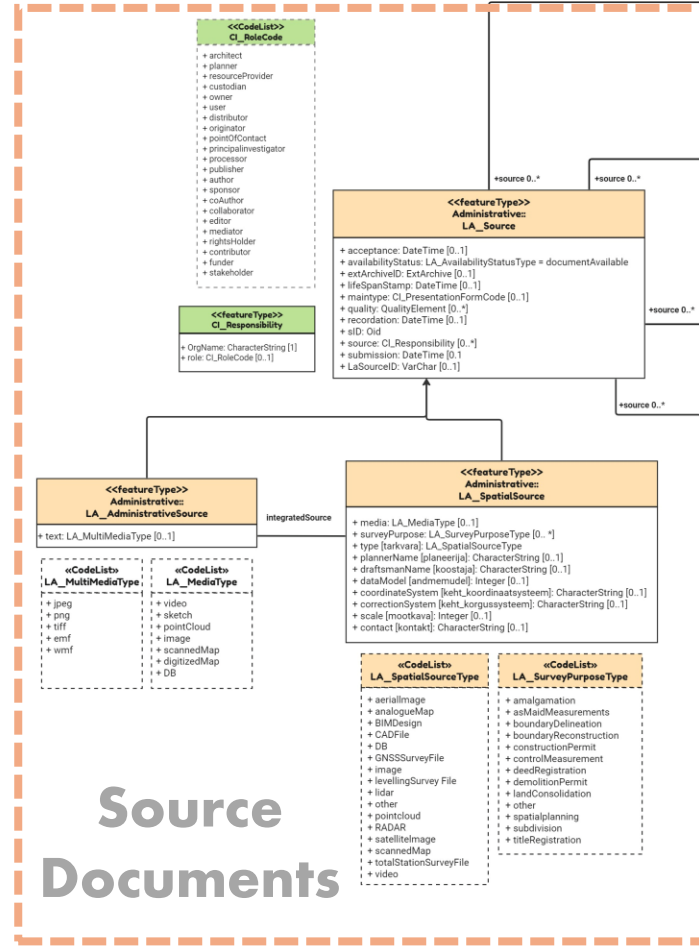 <<CodeList>>
CI_RoleCode
+ architect
+ planner
+ resourceProvider
+ custodian
+ owner
+ user
+ distributor
+ originator
+ pointOfContact
+ principalinvestigator
+ processor
+ publisher
+ author
+ sponsor
+ coAuthor
+ collaborator
+ editor
+ mediator
+ rightsHolder
+ contributor
+ funder
+ stakeholder
<<featureType>>
CI_Responsibility
+ OrgName: CharacterString [1]
+ role: CI_RoleCode [0..1]
+source 0..*
+source 0..*
<<featureType>>
Administrative::
LA_Source
+ acceptance: DateTime [0..1]
+ availabilityStatus: LA_AvailabilityStatusType = documentAvailable
+ extArchiveID: ExtArchive [0..1]
+ lifeSpanStamp: DateTime [0..1]
+ maintype: CI_PresentationFormCode [0..1]
+ quality: QualityElement [0..*]
+ recordation: DateTime [0..1]
+ sID: Oid
+ source: CI_Responsibility [0..*]
+ submission: DateTime [0.1
+ LaSourceID: VarChar [0..1]
+source 0..*
+source 0..*
<<featureType>>
Administrative::
LA_AdministrativeSource
+ text: LA_MultiMediaType [0..1]
integratedSource
<<featureType>>
Administrative::
LA_SpatialSource
+ media: LA_MediaType [0..1]
+ surveyPurpose: LA_SurveyPurposeType [0.. *]
+ type [tarkvara]: LA_SpatialSourceType
+ plannerName [planeerija]: CharacterString [0..1]
+ draftsmanName [koostaja]: CharacterString [0..1]
+ dataModel [andmemudel]: Integer [0..1]
+ coordinateSystem [keht_koordinaatsysteem]: CharacterString [0..1]
+ correctionSystem [keht_korgussysteem]: CharacterString [0..1]
+ scale [mootkava]: Integer [0..1]
+ contact [kontakt]: CharacterString [0..1]
«CodeList»
LA_MultiMediaType
+ jpeg
+ png
+ tiff
+ emf
+ wmf
«CodeList»
LA_MediaType
+ video
+ sketch
+ pointCloud
+ image
+ scannedMap
+ digitizedMap
+ DB
«CodeList»
LA_SpatialSourceType
+ aerialImage
+ analogueMap
+ BIMDesign
+ CADFile
+ DB
+ GNSSSurveyFile
+ image
+ levellingSurvey File
+ lidar
+ other
+ pointcloud
+ RADAR
+ satelliteImage
+ scannedMap
+ totalStationSurveyFile
+ video
«CodeList»
LA_SurveyPurposeType
+ amalgamation
+ asMaidMeasurements
+ boundaryDelineation
+ boundaryReconstruction
+ constructionPermit
+ controlMeasurement
+ deedRegistration
+ demolitionPermit
+ landConsolidation
+ other
+ spatialplanning
+ subdivision
+ titleRegistration
Source
Documents